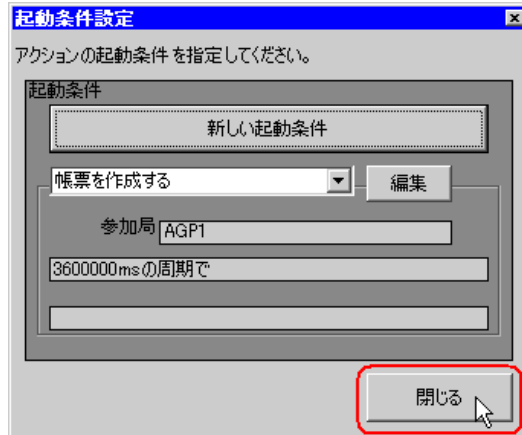 起動条件設定
アクションの起動条件 を指定してください。
起動条件
新しい起動条件
帳票を作成する
編集
参加局 AGP1
3600000msの周期で
閉じる